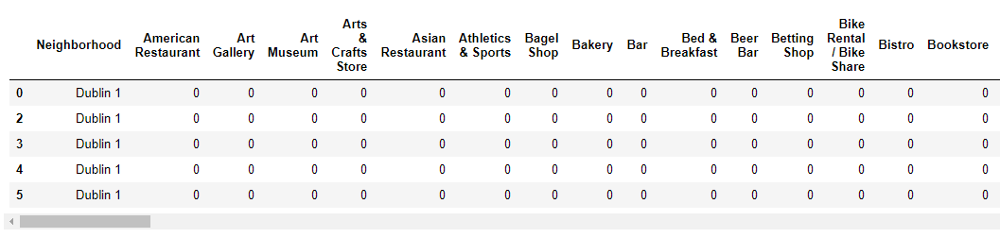 Neighborhood American Restaurant Art Gallery Art Museum Arts & Crafts Store Asian Restaurant Athletics & Sports Bagel Shop Bakery Bar Bed & Breakfast Beer Bar Betting Shop Bike Rental / Bike Share Bistro Bookstore
0 Dublin 1 0 0 0 0 0 0 0 0 0 0 0 0 0 0 0
2 Dublin 1 0 0 0 0 0 0 0 0 0 0 0 0 0 0 0
3 Dublin 1 0 0 0 0 0 0 0 0 0 0 0 0 0 0 0
4 Dublin 1 0 0 0 0 0 0 0 0 0 0 0 0 0 0 0
5 Dublin 1 0 0 0 0 0 0 0 0 0 0 0 0 0 0 0